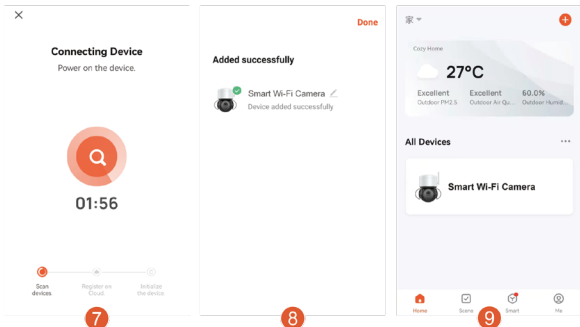 Connecting Device
Power on the device.
01:56
Scan
devices
Register on
Cloud
Initialize
the device
7
Done
Added successfully
Smart Wi-Fi Camera
Device added successfully
8
家
Cozy Home
27°C
Excellent
Outdoor PM2.5
Excellent
Outdoor Air Qu...
60.0%
Outdoor Humid...
All Devices
Smart Wi-Fi Camera
Home
Scene
Smart
Me
9